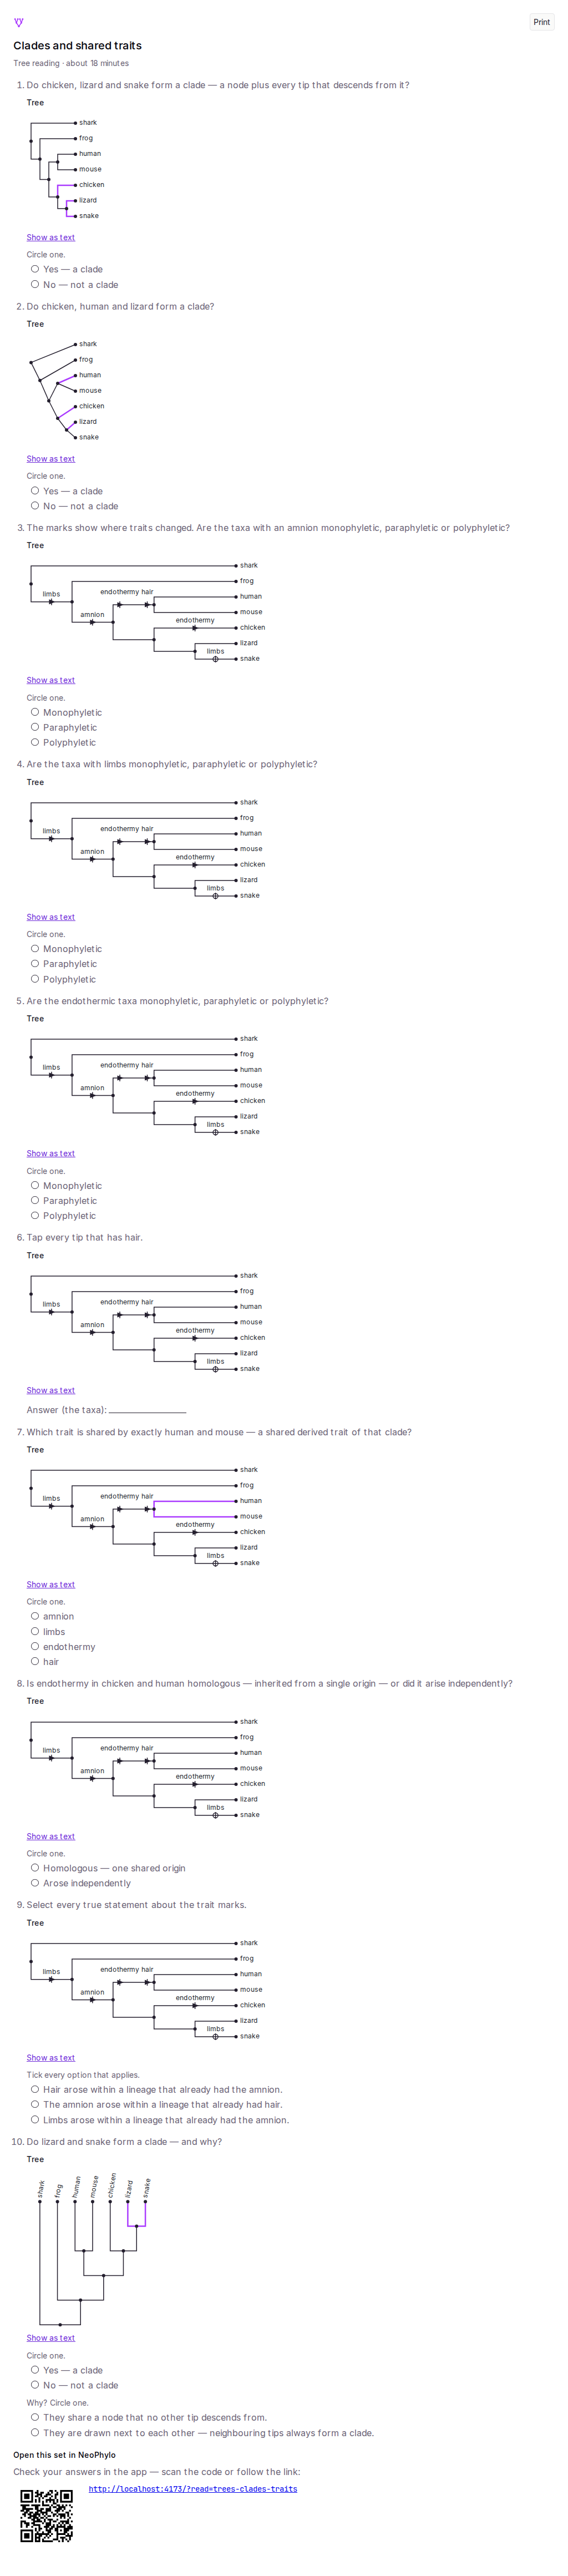 Print
Clades and shared traits
Tree reading · about 18 minutes
1. Do chicken, lizard and snake form a clade — a node plus every tip that descends from it?
Tree
shark
frog
human
mouse
chicken
lizard
snake
Show as text
Circle one.
Yes — a clade
No — not a clade
2. Do chicken, human and lizard form a clade?
Tree
shark
frog
human
mouse
chicken
lizard
snake
Show as text
Circle one.
Yes — a clade
No — not a clade
3. The marks show where traits changed. Are the taxa with an amnion monophyletic, paraphyletic or polyphyletic?
Tree
shark
frog
limbs
endothermy hair
human
mouse
amnion
endothermy
chicken
lizard
limbs
snake
Show as text
Circle one.
Monophyletic
Paraphyletic
Polyphyletic
4. Are the taxa with limbs monophyletic, paraphyletic or polyphyletic?
Tree
shark
frog
limbs
endothermy hair
human
mouse
amnion
endothermy
chicken
lizard
limbs
snake
Show as text
Circle one.
Monophyletic
Paraphyletic
Polyphyletic
5. Are the endothermic taxa monophyletic, paraphyletic or polyphyletic?
Tree
shark
frog
limbs
endothermy hair
human
mouse
amnion
endothermy
chicken
lizard
limbs
snake
Show as text
Circle one.
Monophyletic
Paraphyletic
Polyphyletic
6. Tap every tip that has hair.
Tree
shark
frog
limbs
endothermy hair
human
mouse
amnion
endothermy
chicken
lizard
limbs
snake
Show as text
Answer (the taxa): ____________________
7. Which trait is shared by exactly human and mouse — a shared derived trait of that clade?
Tree
shark
frog
limbs
endothermy hair
human
mouse
amnion
endothermy
chicken
lizard
limbs
snake
Show as text
Circle one.
amnion
limbs
endothermy
hair
8. Is endothermy in chicken and human homologous — inherited from a single origin — or did it arise independently?
Tree
shark
frog
limbs
endothermy hair
human
mouse
amnion
endothermy
chicken
lizard
limbs
snake
Show as text
Circle one.
Homologous — one shared origin
Arose independently
9. Select every true statement about the trait marks.
Tree
shark
frog
limbs
endothermy hair
human
mouse
amnion
endothermy
chicken
lizard
limbs
snake
Show as text
Tick every option that applies.
Hair arose within a lineage that already had the amnion.
The amnion arose within a lineage that already had hair.
Limbs arose within a lineage that already had the amnion.
10. Do lizard and snake form a clade — and why?
Tree
shark
frog
human
mouse
chicken
lizard
snake
Show as text
Circle one.
Yes — a clade
No — not a clade
Why? Circle one.
They share a node that no other tip descends from.
They are drawn next to each other — neighbouring tips always form a clade.
Open this set in NeoPhylo
Check your answers in the app — scan the code or follow the link:
http://localhost:4173/?read=trees-clades-traits